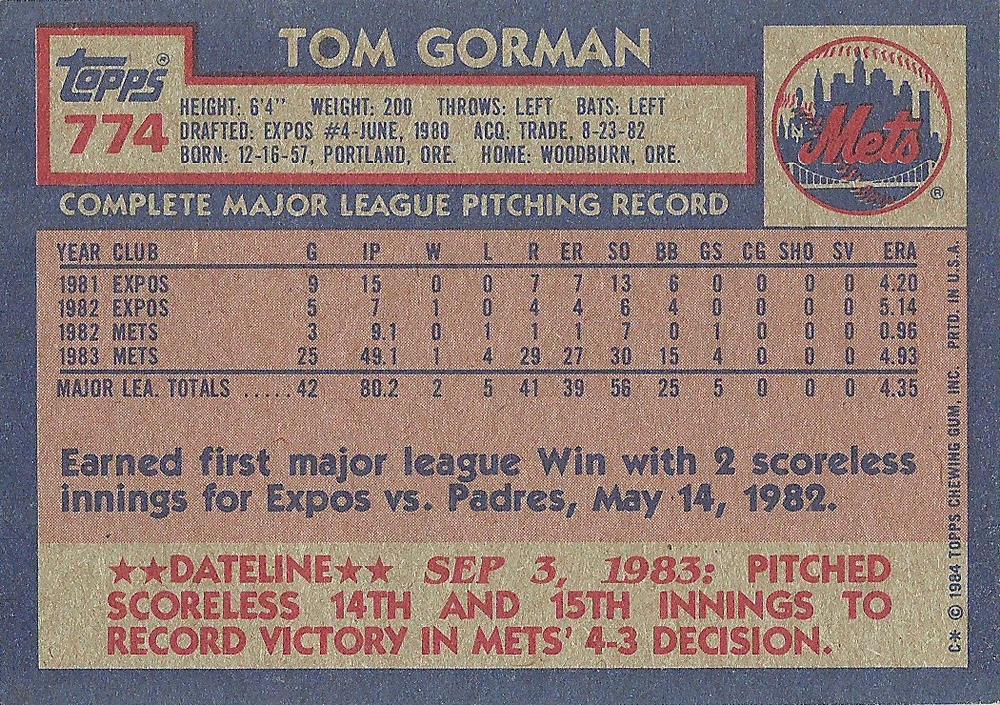 TOM GORMAN
Topps®
774
HEIGHT: 6'4" WEIGHT: 200 THROWS: LEFT BATS: LEFT
DRAFTED: EXPOS #4-JUNE, 1980 ACQ: TRADE, 8-23-82
BORN: 12-16-57, PORTLAND, ORE. HOME: WOODBURN, ORE.
NY Mets ®
COMPLETE MAJOR LEAGUE PITCHING RECORD
YEAR CLUB G IP W L R ER SO BB GS CG SHO SV ERA
1981 EXPOS 9 15 0 0 7 7 13 6 0 0 0 0 4.20
1982 EXPOS 5 7 1 0 4 4 6 4 0 0 0 0 5.14
1982 METS 3 9.1 0 1 1 1 7 0 1 0 0 0 0.96
1983 METS 25 49.1 1 4 29 27 30 15 4 0 0 0 4.93
MAJOR LEA. TOTALS ..... 42 80.2 2 5 41 39 56 25 5 0 0 0 4.35
Earned first major league Win with 2 scoreless
innings for Expos vs. Padres, May 14, 1982.
★★DATELINE★★ SEP 3, 1983: PITCHED
SCORELESS 14TH AND 15TH INNINGS TO
RECORD VICTORY IN METS' 4-3 DECISION.
C* © 1984 TOPPS CHEWING GUM, INC. PRTD. IN U.S.A.